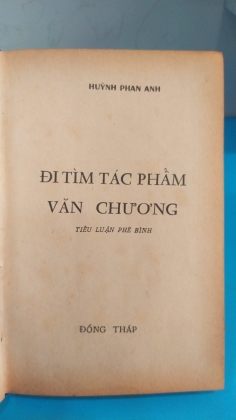 HUỲNH PHAN ANH
ĐI TÌM TÁC PHẨM
VĂN CHƯƠNG
TIỂU LUẬN PHÊ BÌNH
ĐỒNG THÁP